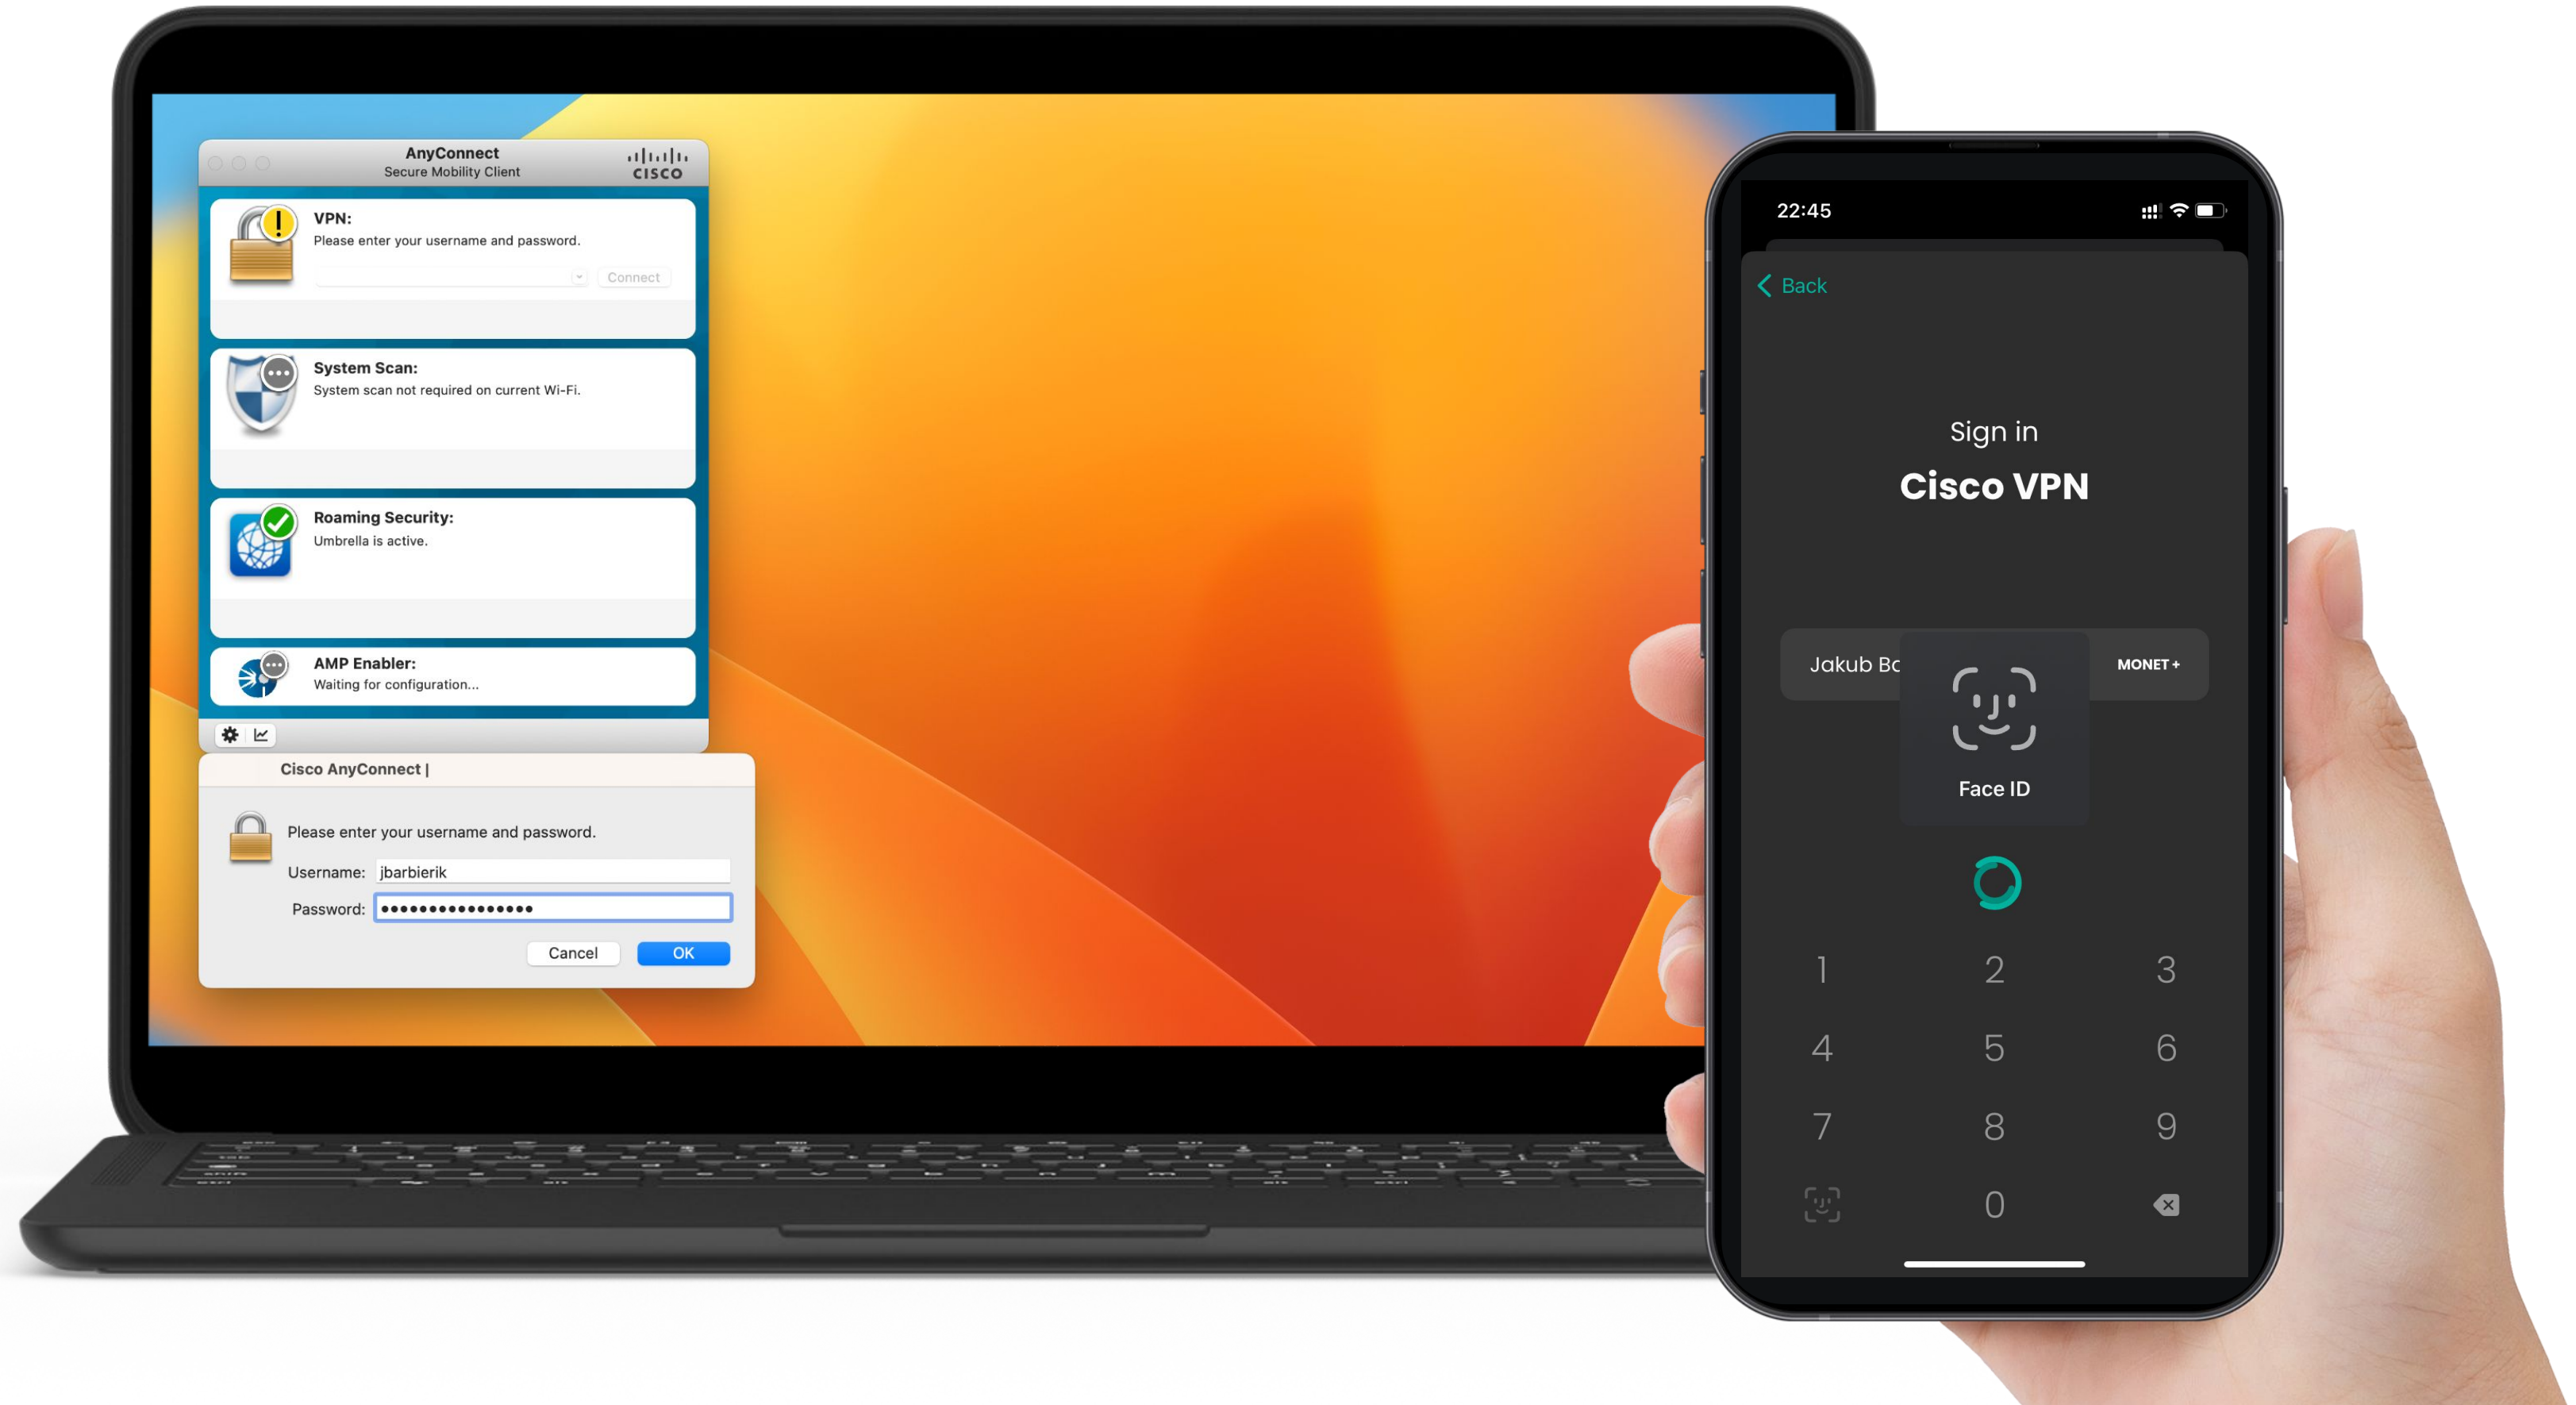 AnyConnect
Secure Mobility Client
CISCO
VPN:
Please enter your username and password.
Connect
System Scan:
System scan not required on current Wi-Fi.
Roaming Security:
Umbrella is active.
AMP Enabler:
Waiting for configuration...
Cisco AnyConnect |
Please enter your username and password.
Username: jbarbierik
Password: ••••••••••••••••
Cancel OK
22:45
Back
Sign in
Cisco VPN
Jakub Ba MONET+
Face ID
1 2 3
4 5 6
7 8 9
0